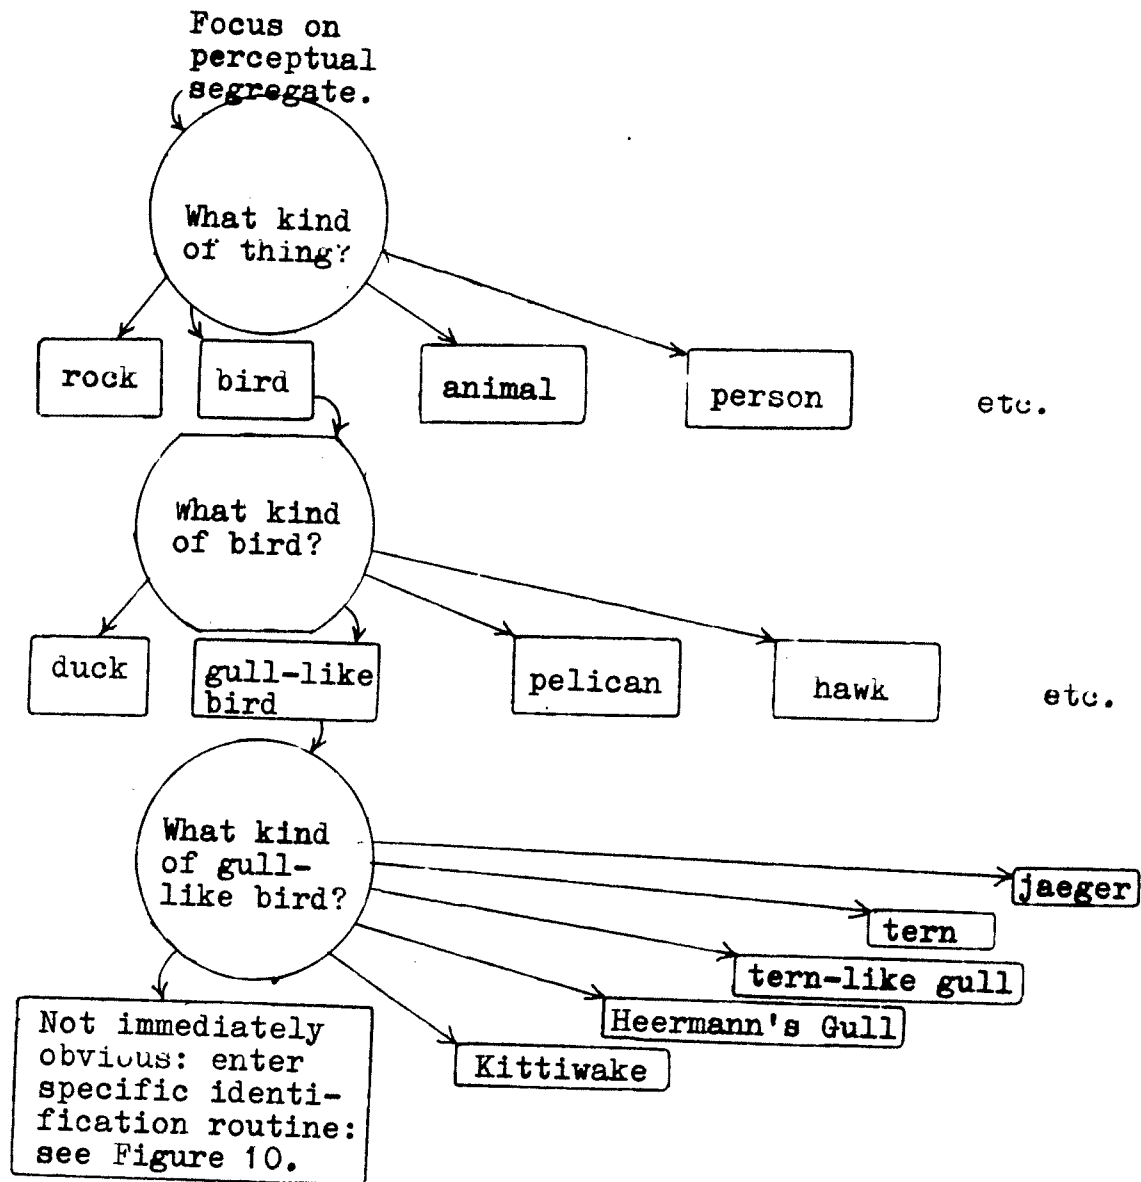 Focus on
perceptual
segregate.
What kind
of thing?
rock
bird
animal
person
etc.
What kind
of bird?
duck
gull-like
bird
pelican
hawk
etc.
What kind
of gull-
like bird?
jaeger
tern
tern-like gull
Heermann's Gull
Kittiwake
Not immediately
obvious: enter
specific identi-
fication routine:
see Figure 10.